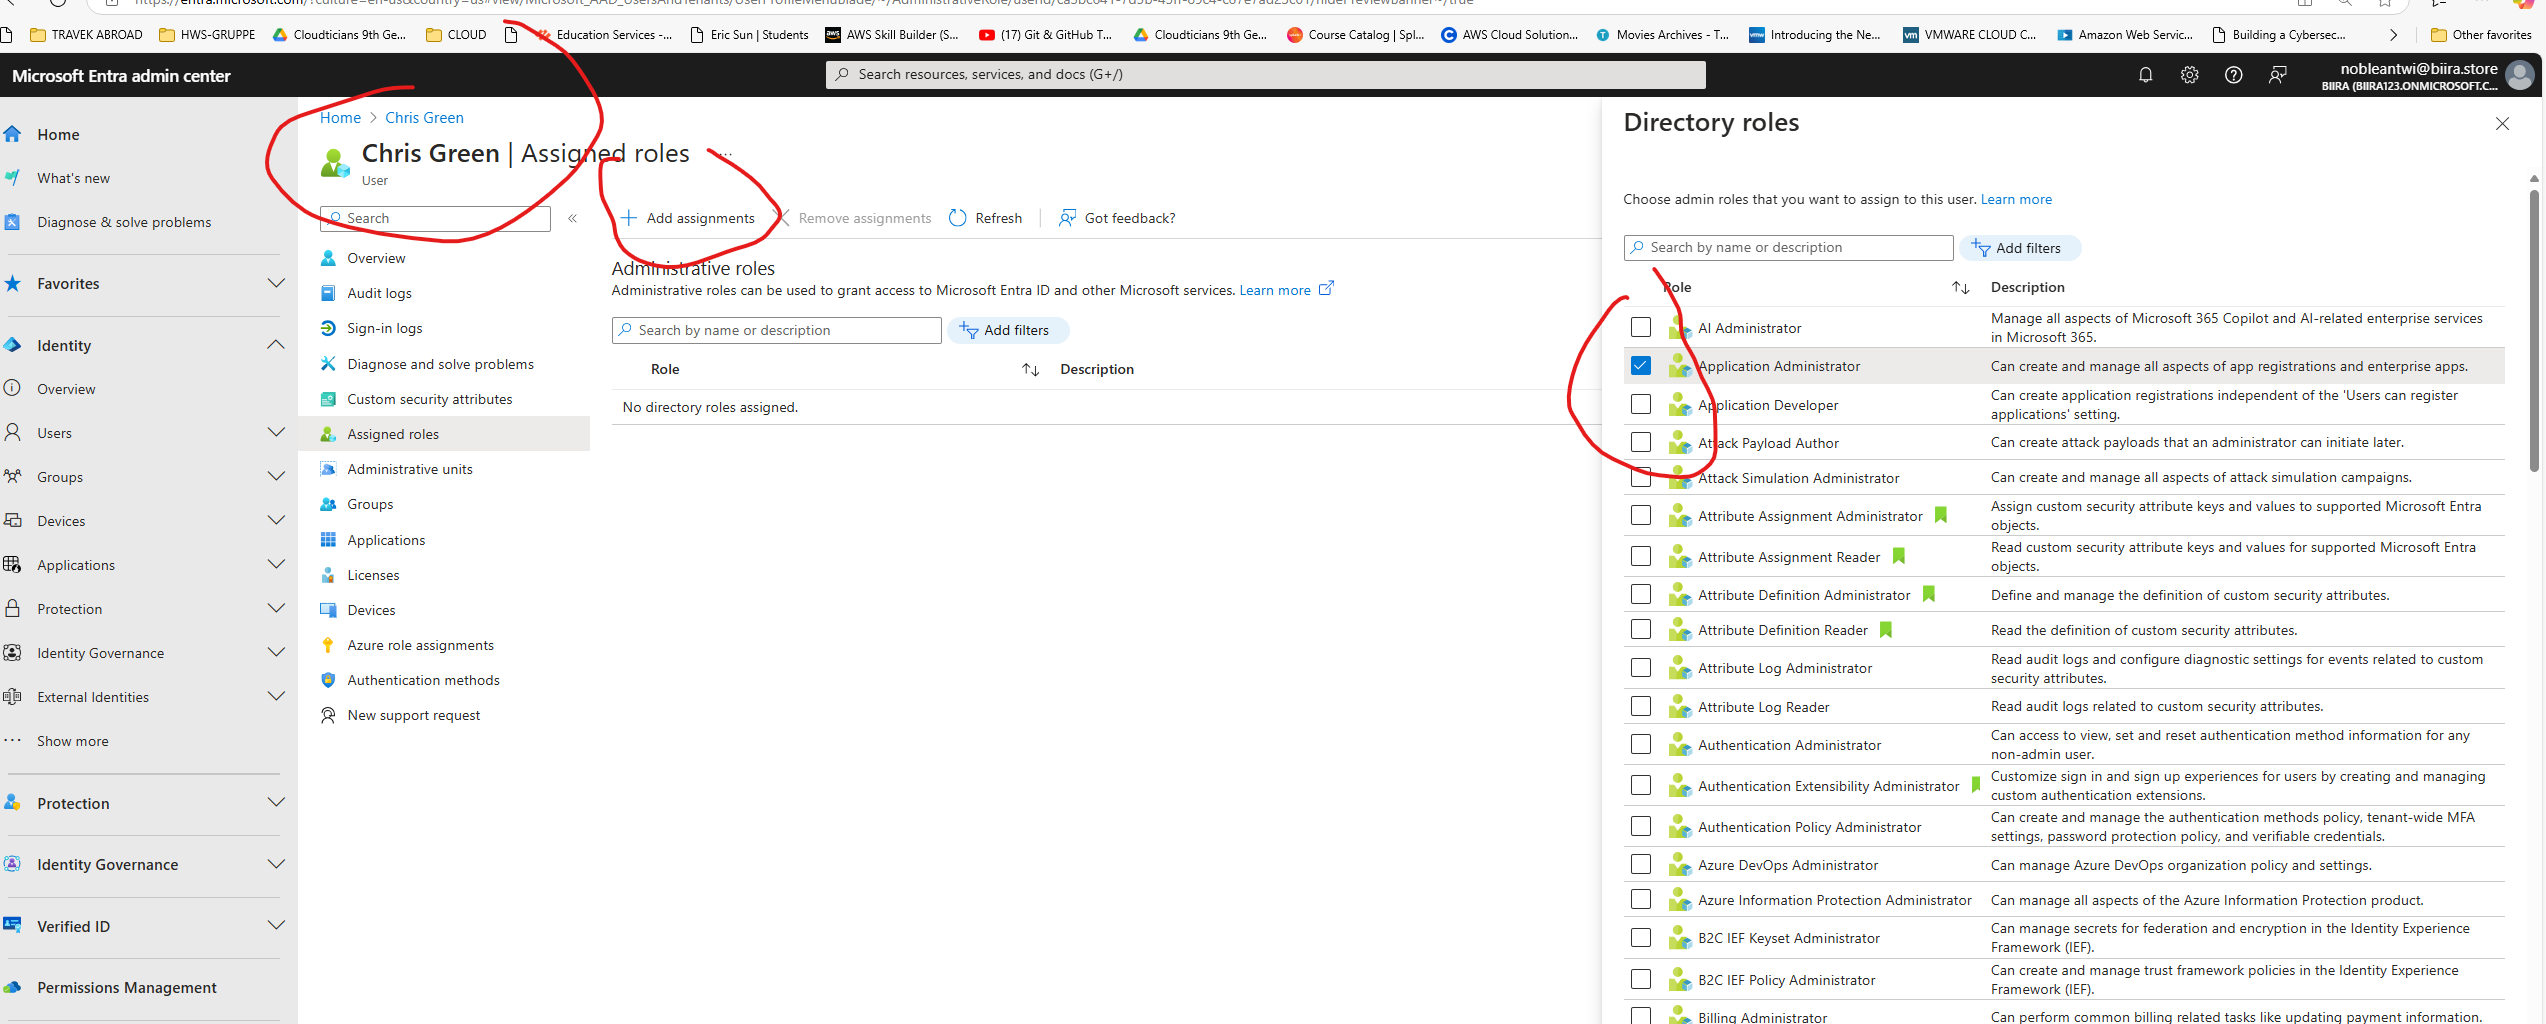 TRAVEK ABROAD
HWS-GRUPPE
Cloudticians 9th Ge...
CLOUD
Education Services -...
Eric Sun | Students
AWS Skill Builder (S...
(17) Git & GitHub T...
Cloudticians 9th Ge...
Course Catalog | Spl...
AWS Cloud Solution...
Movies Archives - T...
Introducing the Ne...
VMWARE CLOUD C...
Amazon Web Servic...
Building a Cybersec...
Other favorites
Microsoft Entra admin center
Search resources, services, and docs (G+/)
nobleantwi@biira.store
BIIRA (BIIRA123.ONMICROSOFT.C...
Home
What's new
Diagnose & solve problems
Favorites
Identity
Overview
Users
Groups
Devices
Applications
Protection
Identity Governance
External Identities
Show more
Protection
Identity Governance
Verified ID
Permissions Management
Home > Chris Green
Chris Green | Assigned roles ...
User
Search
Overview
Audit logs
Sign-in logs
Diagnose and solve problems
Custom security attributes
Assigned roles
Administrative units
Groups
Applications
Licenses
Devices
Azure role assignments
Authentication methods
New support request
Add assignments
Remove assignments
Refresh
Got feedback?
Administrative roles
Administrative roles can be used to grant access to Microsoft Entra ID and other Microsoft services. Learn more
Search by name or description
Add filters
Role
Description
No directory roles assigned.
Directory roles
Choose admin roles that you want to assign to this user. Learn more
Search by name or description
Add filters
Role
Description
AI Administrator
Manage all aspects of Microsoft 365 Copilot and AI-related enterprise services
in Microsoft 365.
Application Administrator
Can create and manage all aspects of app registrations and enterprise apps.
Application Developer
Can create application registrations independent of the 'Users can register
applications' setting.
Attack Payload Author
Can create attack payloads that an administrator can initiate later.
Attack Simulation Administrator
Can create and manage all aspects of attack simulation campaigns.
Attribute Assignment Administrator
Assign custom security attribute keys and values to supported Microsoft Entra
objects.
Attribute Assignment Reader
Read custom security attribute keys and values for supported Microsoft Entra
objects.
Attribute Definition Administrator
Define and manage the definition of custom security attributes.
Attribute Definition Reader
Read the definition of custom security attributes.
Attribute Log Administrator
Read audit logs and configure diagnostic settings for events related to custom
security attributes.
Attribute Log Reader
Read audit logs related to custom security attributes.
Authentication Administrator
Can access to view, set and reset authentication method information for any
non-admin user.
Authentication Extensibility Administrator
Customize sign in and sign up experiences for users by creating and managing
custom authentication extensions.
Authentication Policy Administrator
Can create and manage the authentication methods policy, tenant-wide MFA
settings, password protection policy, and verifiable credentials.
Azure DevOps Administrator
Can manage Azure DevOps organization policy and settings.
Azure Information Protection Administrator
Can manage all aspects of the Azure Information Protection product.
B2C IEF Keyset Administrator
Can manage secrets for federation and encryption in the Identity Experience
Framework (IEF).
B2C IEF Policy Administrator
Can create and manage trust framework policies in the Identity Experience
Framework (IEF).
Billing Administrator
Can perform common billing related tasks like updating payment information.